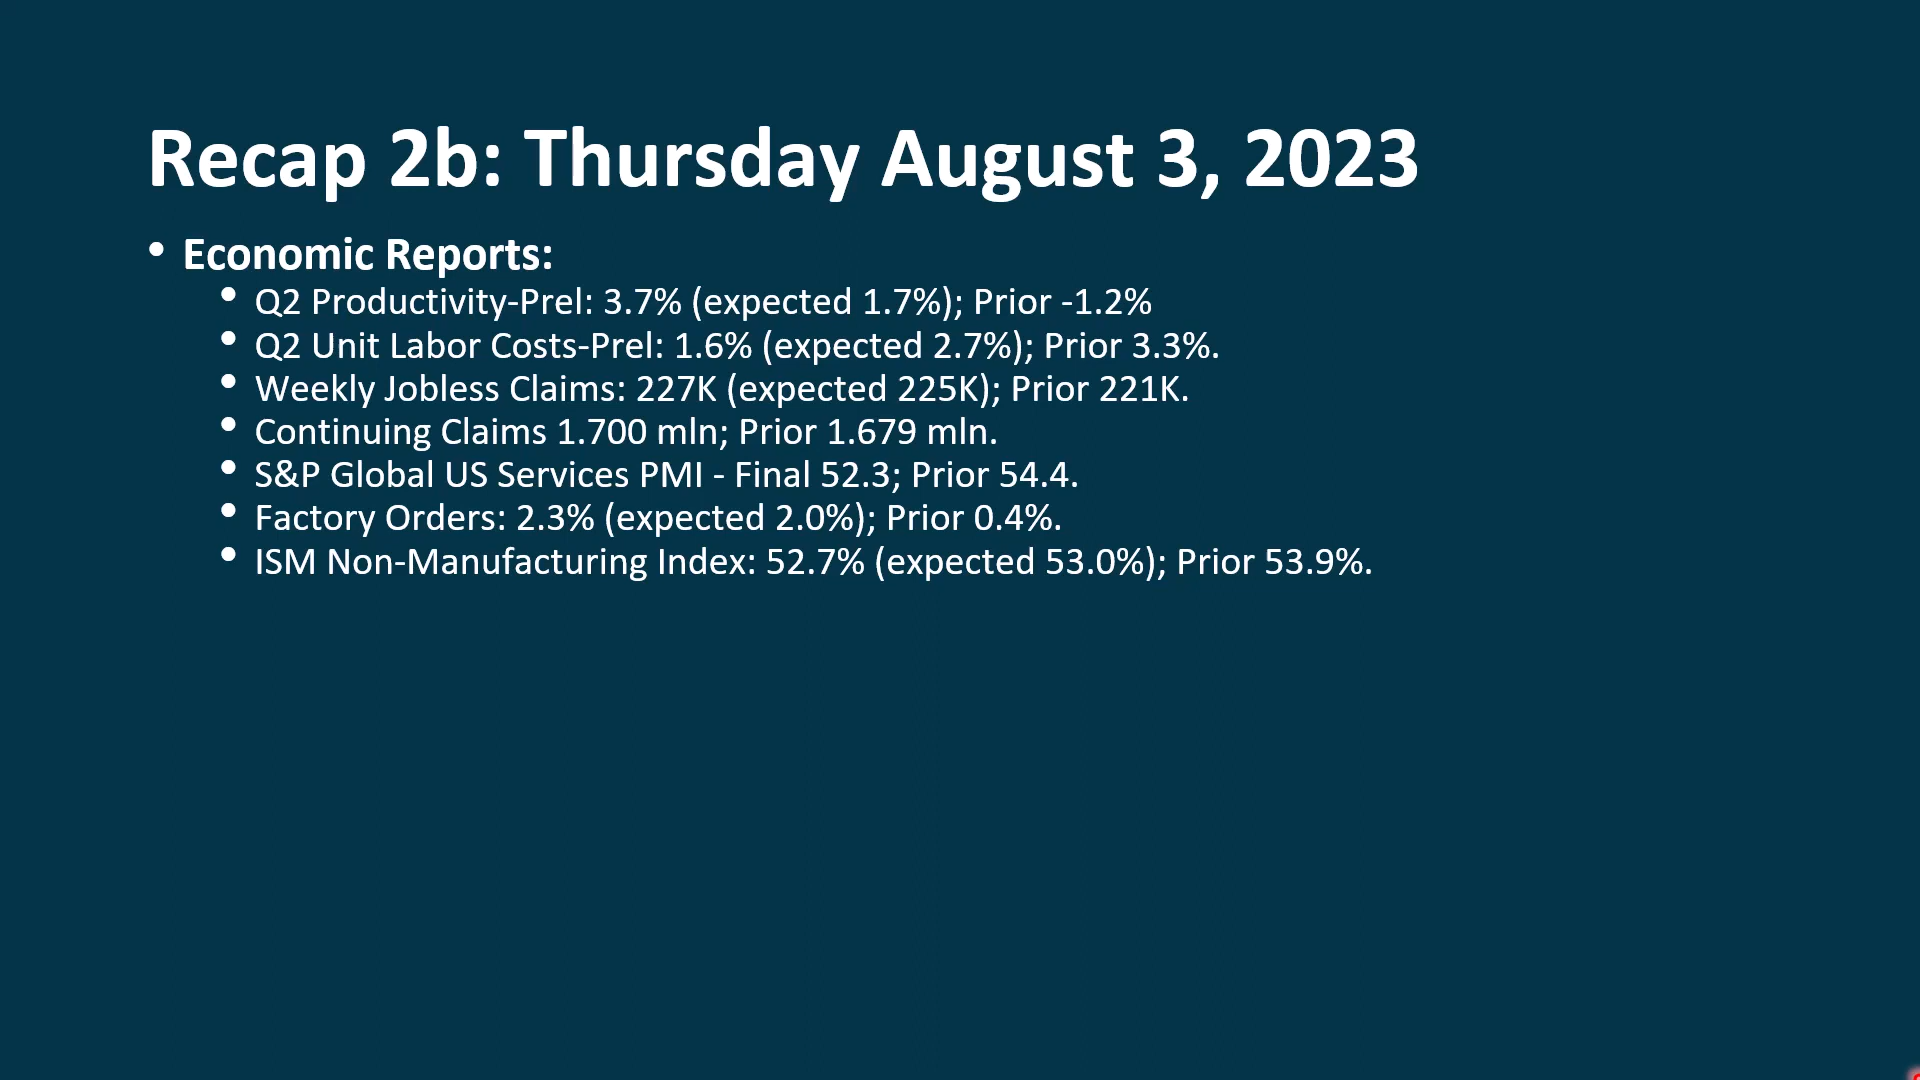 Recap 2b: Thursday August 3, 2023
• Economic Reports:
• Q2 Productivity-Prel: 3.7% (expected 1.7%); Prior -1.2%
• Q2 Unit Labor Costs-Prel: 1.6% (expected 2.7%); Prior 3.3%.
• Weekly Jobless Claims: 227K (expected 225K); Prior 221K.
• Continuing Claims 1.700 mln; Prior 1.679 mln.
• S&P Global US Services PMI - Final 52.3; Prior 54.4.
• Factory Orders: 2.3% (expected 2.0%); Prior 0.4%.
• ISM Non-Manufacturing Index: 52.7% (expected 53.0%); Prior 53.9%.